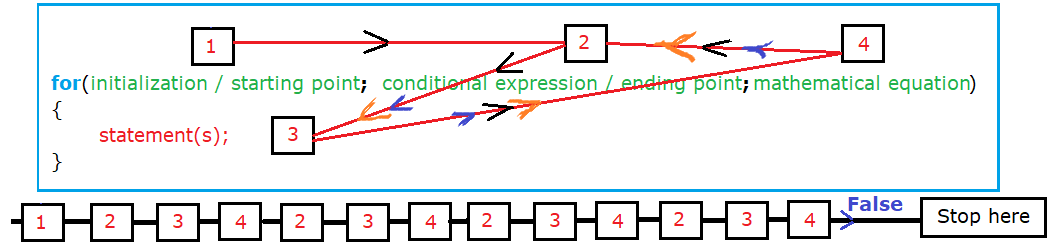 1 2 4
for(initialization / starting point; conditional expression / ending point; mathematical equation)
{
3
statement(s);
}
1 2 3 4 2 3 4 2 3 4 2 3 4 False Stop here